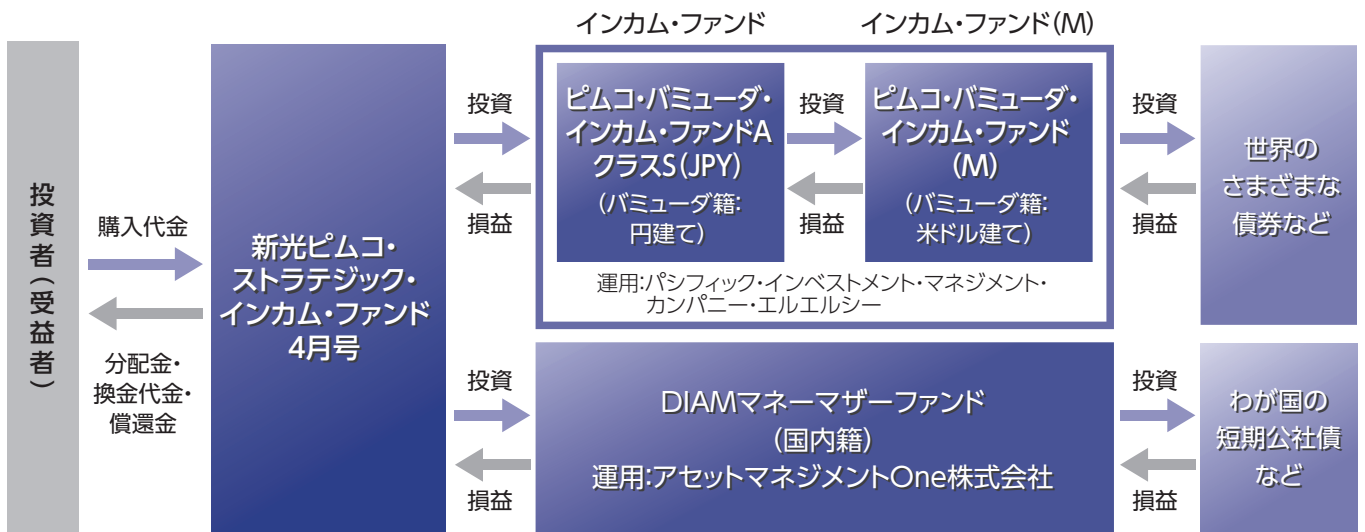 インカム・ファンド
インカム・ファンド(M)
投資者(受益者)
購入代金
分配金・
換金代金・
償還金
新光ピムコ・
ストラテジック・
インカム・ファンド
4月号
投資
損益
ピムコ・バミューダ・
インカム・ファンドA
クラスS(JPY)
(バミューダ籍:
円建て)
投資
損益
ピムコ・バミューダ・
インカム・ファンド
(M)
(バミューダ籍:
米ドル建て)
運用:パシフィック・インベストメント・マネジメント・
カンパニー・エルエルシー
投資
損益
世界の
さまざまな
債券など
投資
損益
DIAMマネーマザーファンド
(国内籍)
運用:アセットマネジメントOne株式会社
投資
損益
わが国の
短期公社債
など